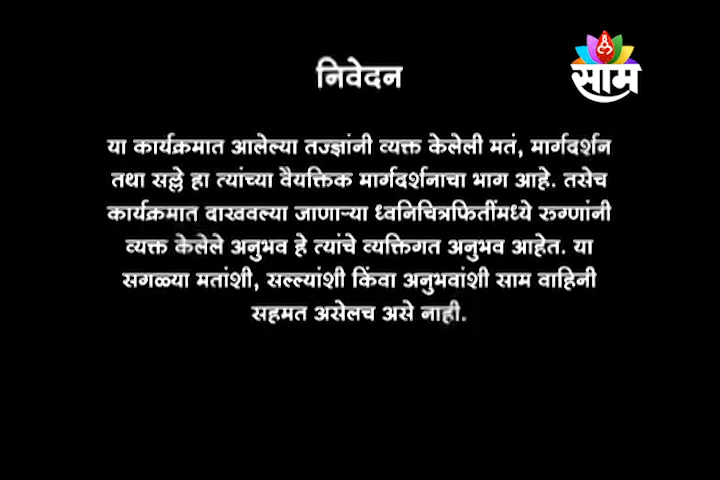 निवेदन
साम
या कार्यक्रमात आलेल्या तज्ज्ञांनी व्यक्त केलेली मतं, मार्गदर्शन
तथा सल्ले हा त्यांच्या वैयक्तिक मार्गदर्शनाचा भाग आहे. तसेच
कार्यक्रमात दाखवल्या जाणाऱ्या ध्वनिचित्रफितींमध्ये रुग्णांनी
व्यक्त केलेले अनुभव हे त्यांचे व्यक्तिगत अनुभव आहेत. या
सगळ्या मतांशी, सल्ल्यांशी किंवा अनुभवांशी साम वाहिनी
सहमत असेलच असे नाही.